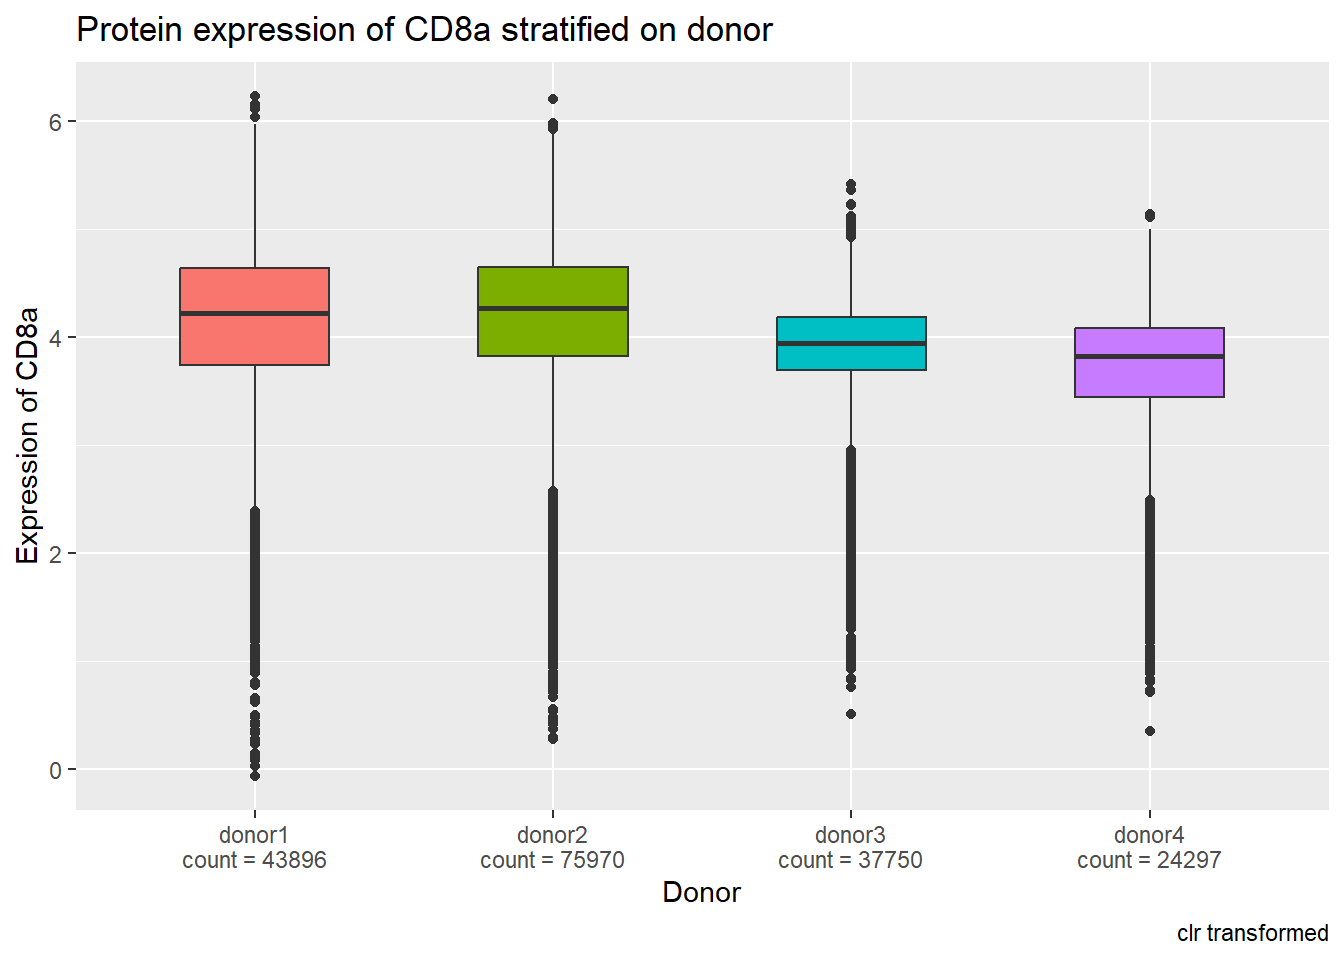 Protein expression of CD8a stratified on donor
Expression of CD8a
6
4
2
0
donor1 donor2 donor3 donor4
count = 43896 count = 75970 count = 37750 count = 24297
Donor
clr transformed